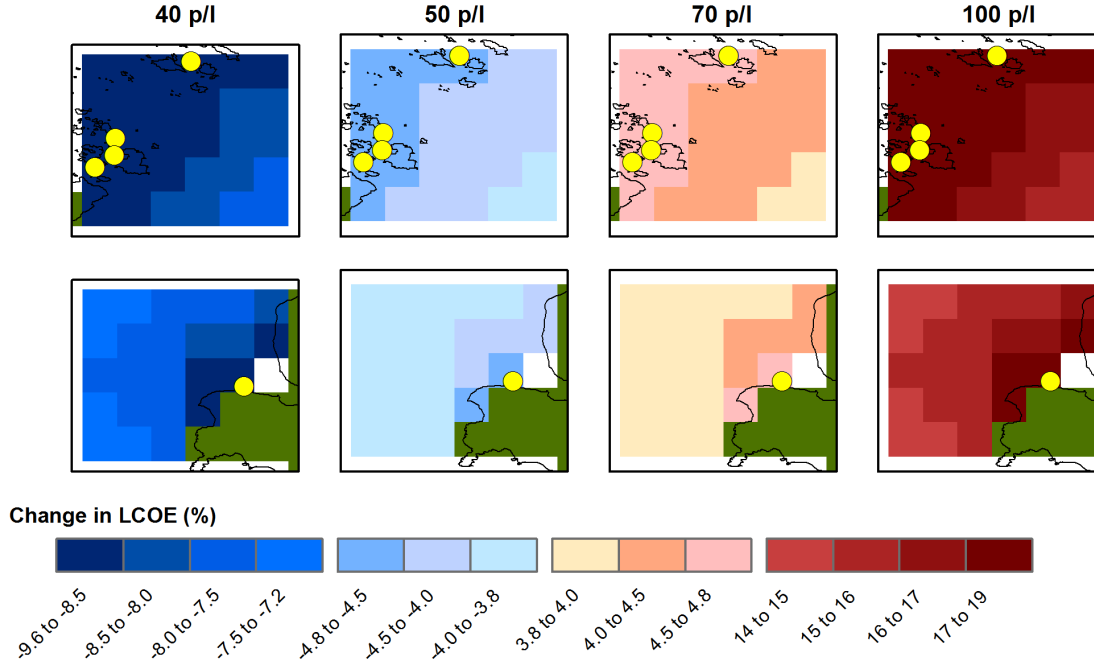 40 p/l 50 p/l 70 p/l 100 p/l
Change in LCOE (%)
-9.6 to -8.5
-8.5 to -8.0
-8.0 to -7.5
-7.5 to -7.2
-4.8 to -4.5
-4.5 to -4.0
-4.0 to -3.8
3.8 to 4.0
4.0 to 4.5
4.5 to 4.8
14 to 15
15 to 16
16 to 17
17 to 19